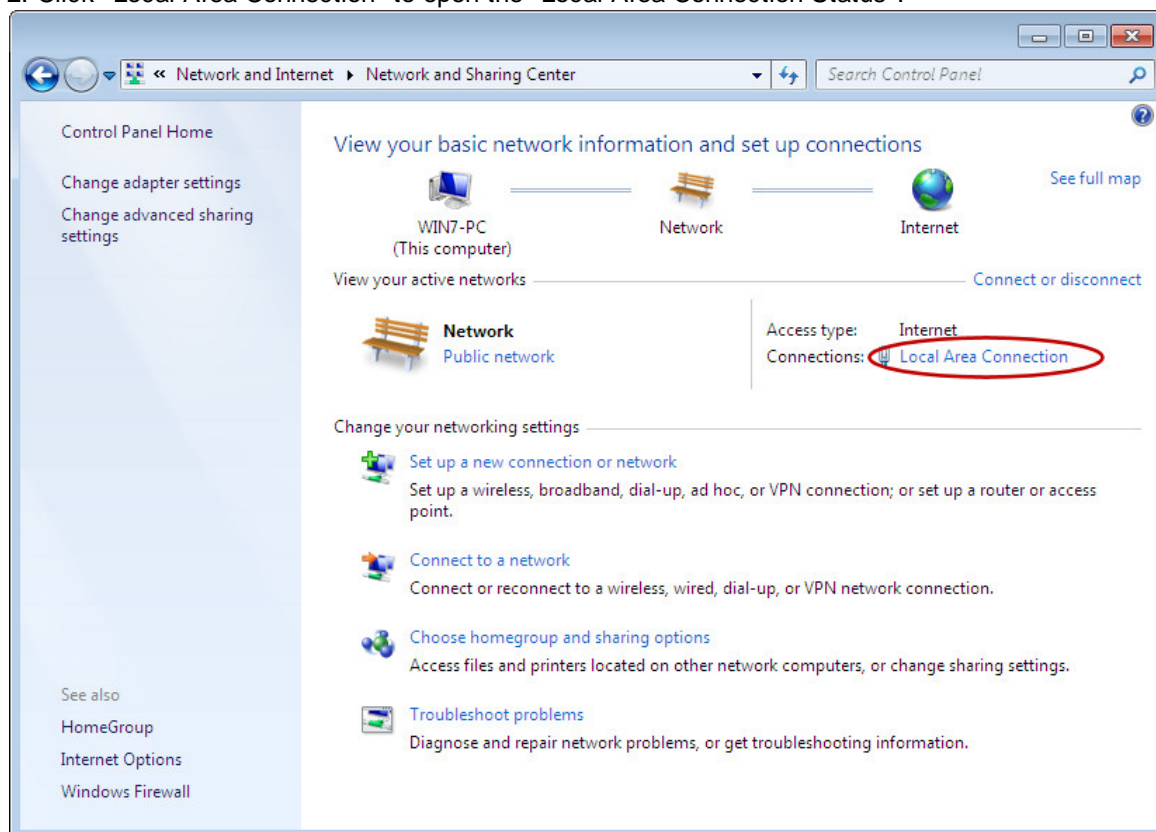 2. Click "Local Area Connection" to open the "Local Area Connection Status".
« Network and Internet ▸ Network and Sharing Center
Search Control Panel
Control Panel Home
Change adapter settings
Change advanced sharing
settings
View your basic network information and set up connections
See full map
WIN7-PC
(This computer)
Network
Internet
View your active networks
Connect or disconnect
Network
Public network
Access type: Internet
Connections: Local Area Connection
Change your networking settings
Set up a new connection or network
Set up a wireless, broadband, dial-up, ad hoc, or VPN connection; or set up a router or access
point.
Connect to a network
Connect or reconnect to a wireless, wired, dial-up, or VPN network connection.
Choose homegroup and sharing options
Access files and printers located on other network computers, or change sharing settings.
Troubleshoot problems
Diagnose and repair network problems, or get troubleshooting information.
See also
HomeGroup
Internet Options
Windows Firewall